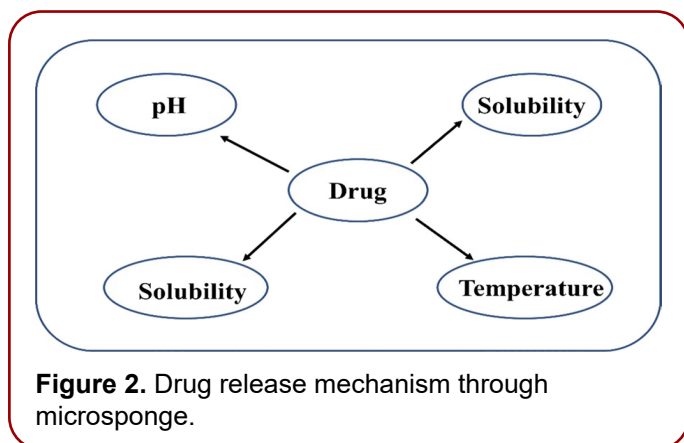 pH
Solubility
Drug
Solubility
Temperature
Figure 2. Drug release mechanism through
microsponge.